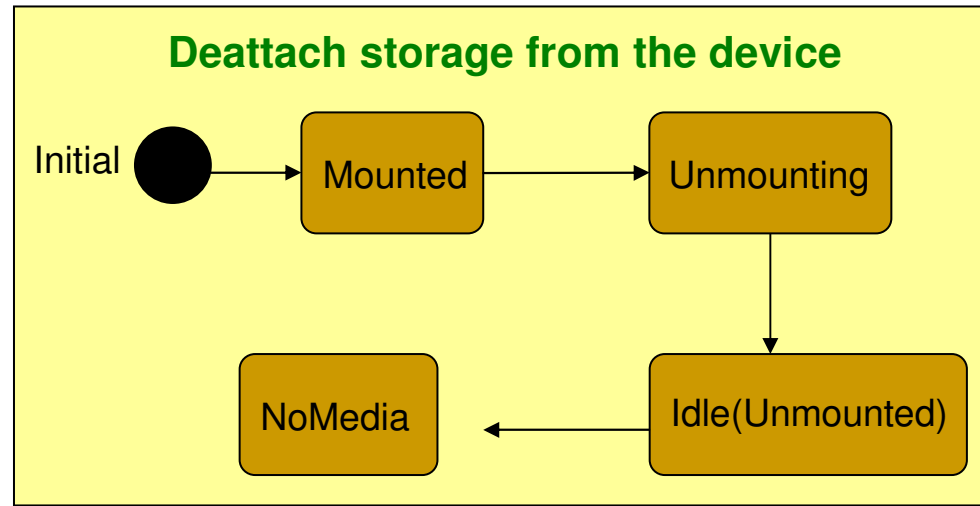 Deattach storage from the device
Initial
Mounted
Unmounting
NoMedia
Idle(Unmounted)